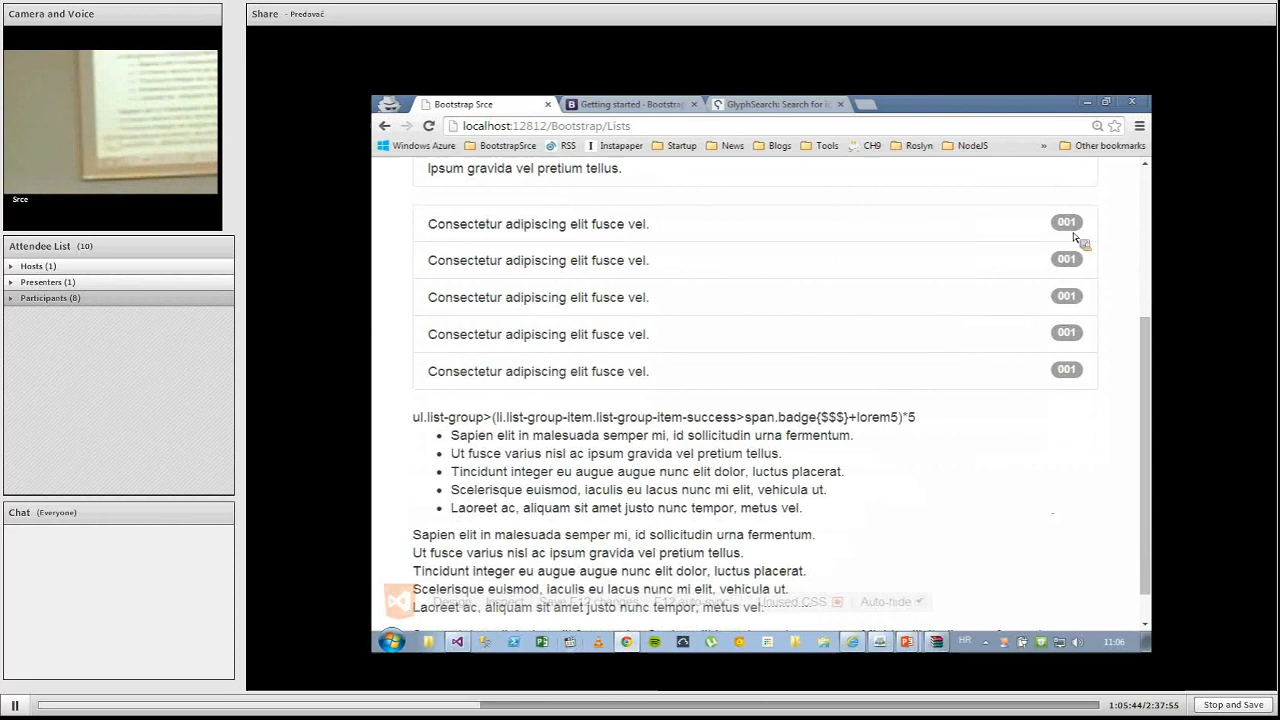 Camera and Voice
Srce
Attendee List (10)
Hosts (1)
Presenters (1)
Participants (8)
Chat (Everyone)
Share - Predavač
Bootstrap Srce
Getting started · Bootstrap
GlyphSearch: Search for ic
localhost:12812/Bootstrap/Lists
Windows Azure BootstrapSrce RSS Instapaper Startup News Blogs Tools CH9 Roslyn NodeJS » Other bookmarks
Ipsum gravida vel pretium tellus.
Consectetur adipiscing elit fusce vel. 001
Consectetur adipiscing elit fusce vel. 001
Consectetur adipiscing elit fusce vel. 001
Consectetur adipiscing elit fusce vel. 001
Consectetur adipiscing elit fusce vel. 001
ul.list-group>(li.list-group-item.list-group-item-success>span.badge{$$$}+lorem5)*5
Sapien elit in malesuada semper mi, id sollicitudin urna fermentum.
Ut fusce varius nisl ac ipsum gravida vel pretium tellus.
Tincidunt integer eu augue augue nunc elit dolor, luctus placerat.
Scelerisque euismod, iaculis eu lacus nunc mi elit, vehicula ut.
Laoreet ac, aliquam sit amet justo nunc tempor, metus vel.
Sapien elit in malesuada semper mi, id sollicitudin urna fermentum.
Ut fusce varius nisl ac ipsum gravida vel pretium tellus.
Tincidunt integer eu augue augue nunc elit dolor, luctus placerat.
Scelerisque euismod, iaculis eu lacus nunc mi elit, vehicula ut.
Design Inspect Save F12 changes F12 auto-sync Unused CSS Auto-hide
Laoreet ac, aliquam sit amet justo nunc tempor, metus vel.
HR 11:06
1:05:44 / 2:37:55
Stop and Save